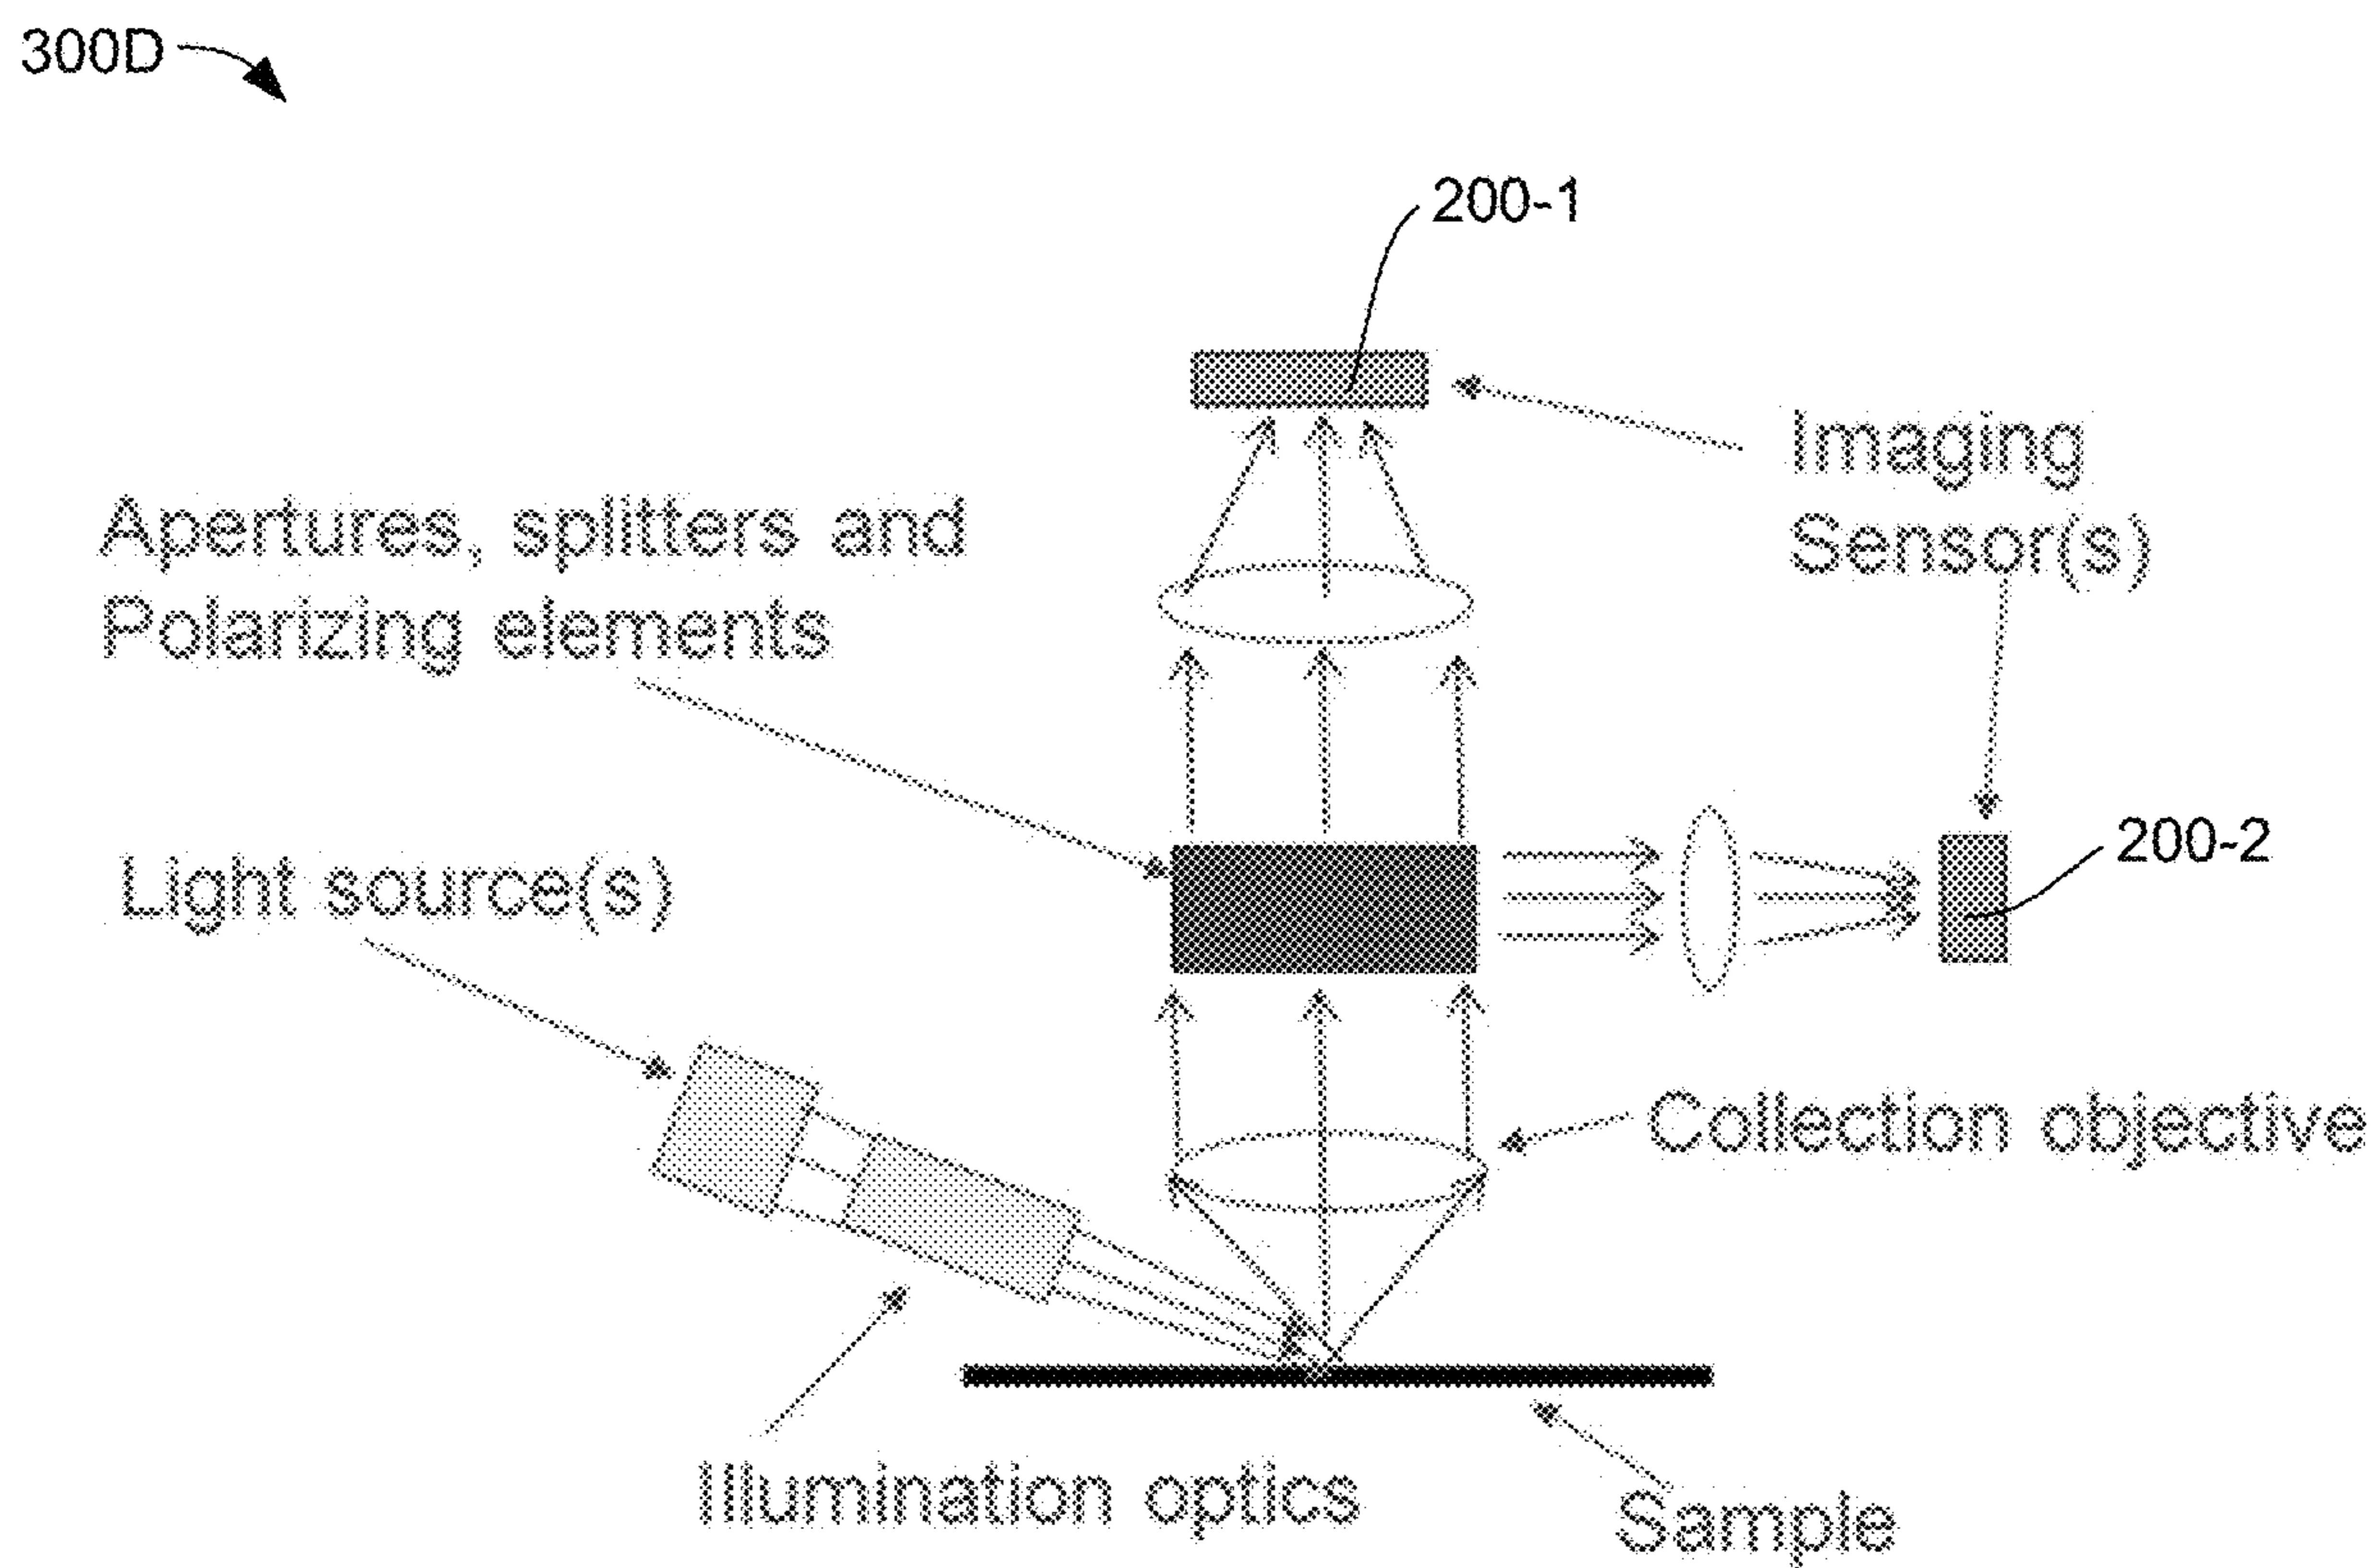 300D
200-1
Imaging
Sensor(s)
Apertures, splitters and
Polarizing elements
Light source(s)
200-2
Collection objective
Illumination optics
Sample